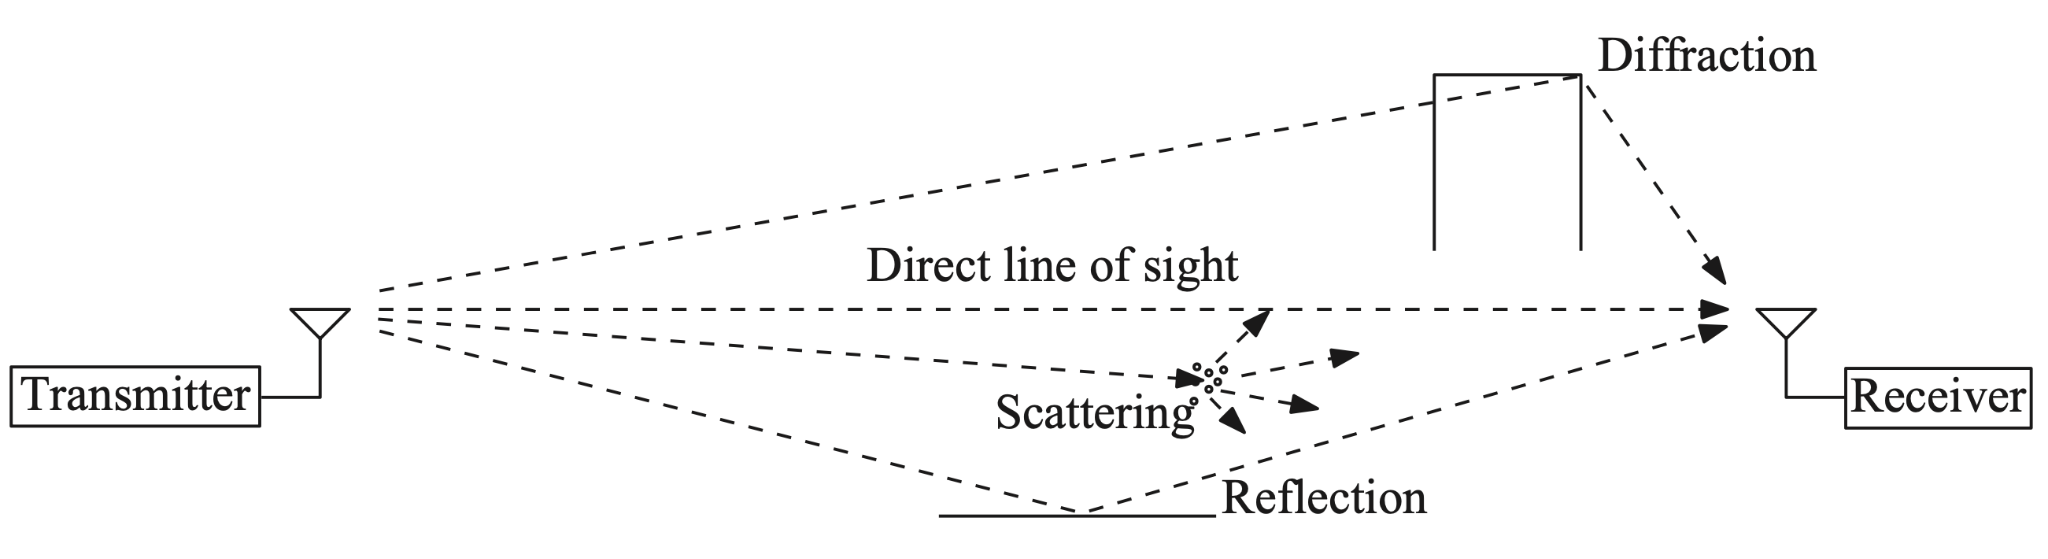 Diffraction
Direct line of sight
Transmitter
Scattering
Receiver
Reflection